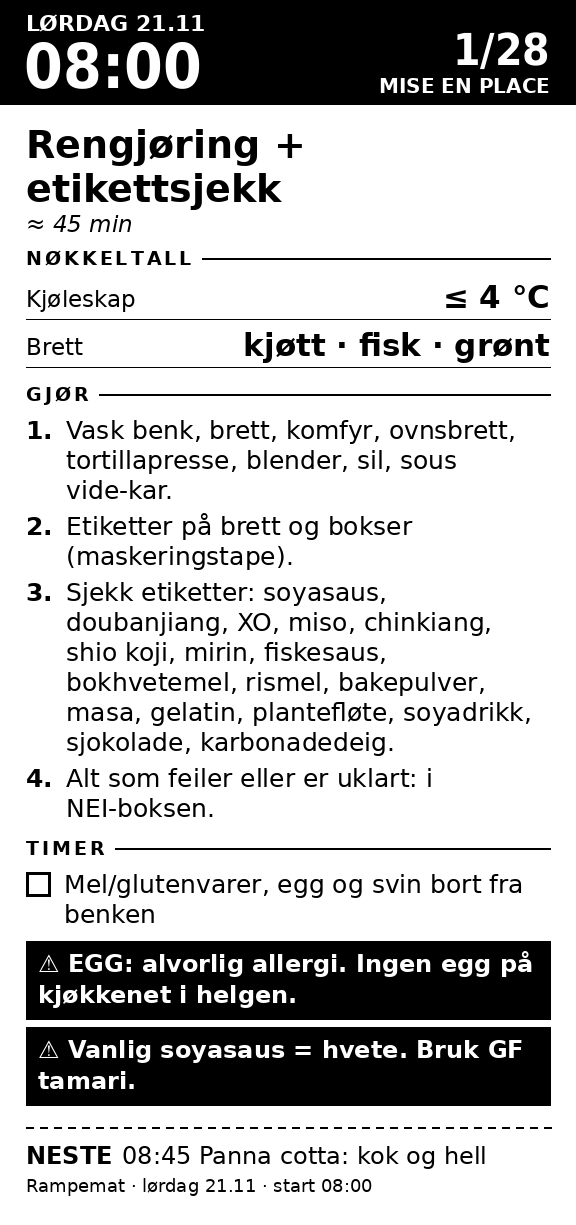 LØRDAG 21.11
08:00
1/28
MISE EN PLACE
Rengjøring +
etikettsjekk
≈ 45 min
NØKKELTALL
Kjøleskap ≤ 4 °C
Brett kjøtt · fisk · grønt
GJØR
1. Vask benk, brett, komfyr, ovnsbrett,
tortillapresse, blender, sil, sous
vide-kar.
2. Etiketter på brett og bokser
(maskeringstape).
3. Sjekk etiketter: soyasaus,
doubanjiang, XO, miso, chinkiang,
shio koji, mirin, fiskesaus,
bokhvetemel, rismel, bakepulver,
masa, gelatin, plantefløte, soyadrikk,
sjokolade, karbonadedeig.
4. Alt som feiler eller er uklart: i
NEI-boksen.
TIMER
☐ Mel/glutenvarer, egg og svin bort fra
benken
⚠ EGG: alvorlig allergi. Ingen egg på
kjøkkenet i helgen.
⚠ Vanlig soyasaus = hvete. Bruk GF
tamari.
NESTE 08:45 Panna cotta: kok og hell
Rampemat · lørdag 21.11 · start 08:00